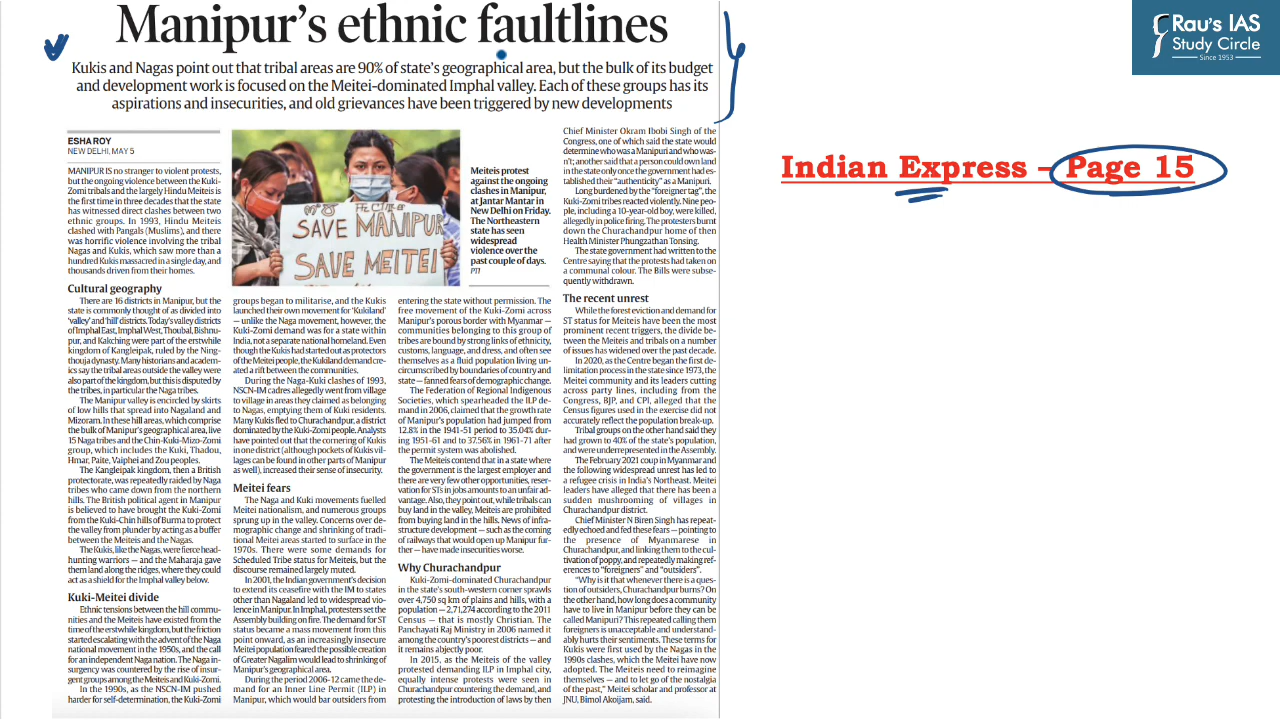 Manipur's ethnic faultlines
Kukis and Nagas point out that tribal areas are 90% of state's geographical area, but the bulk of its budget
and development work is focused on the Meitei-dominated Imphal valley. Each of these groups has its
aspirations and insecurities, and old grievances have been triggered by new developments
ESHA ROY
NEW DELHI, MAY 5
MANIPUR IS no stranger to violent protests,
but the ongoing violence between the Kuki-
Zomi tribals and the largely Hindu Meiteis is
the first time in three decades that the state
has witnessed direct clashes between two
ethnic groups. In 1993, Hindu Meiteis
clashed with Pangals (Muslims), and there
was horrific violence involving the tribal
Nagas and Kukis, which saw more than a
hundred Kukis massacred in a single day, and
thousands driven from their homes.
Cultural geography
There are 16 districts in Manipur, but the
state is commonly thought of as divided into
'valley' and 'hill' districts. Today's valley districts
of Imphal East, Imphal West, Thoubal, Bishnu-
pur, and Kakching were part of the erstwhile
kingdom of Kangleipak, ruled by the Ning-
thouja dynasty. Many historians and academ-
ics say the tribal areas outside the valley were
also part of the kingdom, but this is disputed by
the tribes, in particular the Naga tribes.
The Manipur valley is encircled by skirts
of low hills that spread into Nagaland and
Mizoram. In these hill areas, which comprise
the bulk of Manipur's geographical area, live
15 Naga tribes and the Chin-Kuki-Mizo-Zomi
group, which includes the Kuki, Thadou,
Hmar, Paite, Vaiphei and Zou peoples.
The Kangleipak kingdom, then a British
protectorate, was repeatedly raided by Naga
tribes who came down from the northern
hills. The British political agent in Manipur
is believed to have brought the Kuki-Zomi
from the Kuki-Chin hills of Burma to protect
the valley from plunder by acting as a buffer
between the Meiteis and the Nagas.
The Kukis, like the Nagas, were fierce head-
hunting warriors — and the Maharaja gave
them land along the ridges, where they could
act as a shield for the Imphal valley below.
Kuki-Meitei divide
Ethnic tensions between the hill commu-
nities and the Meiteis have existed from the
time of the erstwhile kingdom, but the friction
started escalating with the advent of the Naga
national movement in the 1950s, and the call
for an independent Naga nation. The Naga in-
surgency was countered by the rise of insur-
gent groups among the Meiteis and Kuki-Zomi.
In the 1990s, as the NSCN-IM pushed
harder for self-determination, the Kuki-Zomi
SAVE MANIPUR
SAVE MEITEI
Meiteis protest
against the ongoing
clashes in Manipur,
at Jantar Mantar in
New Delhi on Friday.
The Northeastern
state has seen
widespread
violence over the
past couple of days.
PTI
groups began to militarise, and the Kukis
launched their own movement for 'Kukiland'
— unlike the Naga movement, however, the
Kuki-Zomi demand was for a state within
India, not a separate national homeland. Even
though the Kukis had started out as protectors
of the Meitei people, the Kukiland demand cre-
ated a rift between the communities.
During the Naga-Kuki clashes of 1993,
NSCN-IM cadres allegedly went from village
to village in areas they claimed as belonging
to Nagas, emptying them of Kuki residents.
Many Kukis fled to Churachandpur, a district
dominated by the Kuki-Zomi people. Analysts
have pointed out that the cornering of Kukis
in one district (although pockets of Kukis vil-
lages can be found in other parts of Manipur
as well), increased their sense of insecurity.
Meitei fears
The Naga and Kuki movements fuelled
Meitei nationalism, and numerous groups
sprung up in the valley. Concerns over de-
mographic change and shrinking of tradi-
tional Meitei areas started to surface in the
1970s. There were some demands for
Scheduled Tribe status for Meiteis, but the
discourse remained largely muted.
In 2001, the Indian government's decision
to extend its ceasefire with the IM to states
other than Nagaland led to widespread vio-
lence in Manipur. In Imphal, protesters set the
Assembly building on fire. The demand for ST
status became a mass movement from this
point onward, as an increasingly insecure
Meitei population feared the possible creation
of Greater Nagalim would lead to shrinking of
Manipur's geographical area.
During the period 2006-12 came the de-
mand for an Inner Line Permit (ILP) in
Manipur, which would bar outsiders from
entering the state without permission. The
free movement of the Kuki-Zomi across
Manipur's porous border with Myanmar —
communities belonging to this group of
tribes are bound by strong links of ethnicity,
customs, language, and dress, and often see
themselves as a fluid population living un-
circumscribed by boundaries of country and
state — fanned fears of demographic change.
The Federation of Regional Indigenous
Societies, which spearheaded the ILP de-
mand in 2006, claimed that the growth rate
of Manipur's population had jumped from
12.8% in the 1941-51 period to 35.04% dur-
ing 1951-61 and to 37.56% in 1961-71 after
the permit system was abolished.
The Meiteis contend that in a state where
the government is the largest employer and
there are very few other opportunities, reser-
vation for STs in jobs amounts to an unfair ad-
vantage. Also, they point out, while tribals can
buy land in the valley, Meiteis are prohibited
from buying land in the hills. News of infra-
structure development — such as the coming
of railways that would open up Manipur fur-
ther — have made insecurities worse.
Why Churachandpur
Kuki-Zomi-dominated Churachandpur
in the state's south-western corner sprawls
over 4,750 sq km of plains and hills, with a
population — 2,71,274 according to the 2011
Census — that is mostly Christian. The
Panchayati Raj Ministry in 2006 named it
among the country's poorest districts — and
it remains abjectly poor.
In 2015, as the Meiteis of the valley
protested demanding ILP in Imphal city,
equally intense protests were seen in
Churachandpur countering the demand, and
protesting the introduction of laws by then
Chief Minister Okram Ibobi Singh of the
Congress, one of which said the state would
determine who was a Manipuri and who was-
n't; another said that a person could own land
in the state only once the government had es-
tablished their "authenticity" as a Manipuri.
Long burdened by the "foreigner tag", the
Kuki-Zomi tribes reacted violently. Nine peo-
ple, including a 10-year-old boy, were killed,
allegedly in police firing. The protesters burnt
down the Churachandpur home of then
Health Minister Phungzathan Tonsing.
The state government had written to the
Centre saying that the protests had taken on
a communal colour. The Bills were subse-
quently withdrawn.
The recent unrest
While the forest eviction and demand for
ST status for Meiteis have been the most
prominent recent triggers, the divide be-
tween the Meiteis and tribals on a number
of issues has widened over the past decade.
In 2020, as the Centre began the first de-
limitation process in the state since 1973, the
Meitei community and its leaders cutting
across party lines, including from the
Congress, BJP, and CPI, alleged that the
Census figures used in the exercise did not
accurately reflect the population break-up.
Tribal groups on the other hand said they
had grown to 40% of the state's population,
and were underrepresented in the Assembly.
The February 2021 coup in Myanmar and
the following widespread unrest has led to
a refugee crisis in India's Northeast. Meitei
leaders have alleged that there has been a
sudden mushrooming of villages in
Churachandpur district.
Chief Minister N Biren Singh has repeat-
edly echoed and fed these fears — pointing to
the presence of Myanmarese in
Churachandpur, and linking them to the cul-
tivation of poppy, and repeatedly making ref-
erences to "foreigners" and "outsiders".
"Why is it that whenever there is a ques-
tion of outsiders, Churachandpur burns? On
the other hand, how long does a community
have to live in Manipur before they can be
called Manipuri? This repeated calling them
foreigners is unacceptable and understand-
ably hurts their sentiments. These terms for
Kukis were first used by the Nagas in the
1990s clashes, which the Meitei have now
adopted. The Meiteis need to reimagine
themselves — and to let go of the nostalgia
of the past," Meitei scholar and professor at
JNU, Bimol Akoijam, said.
Rau's IAS
Study Circle
Since 1953
Indian Express – Page 15